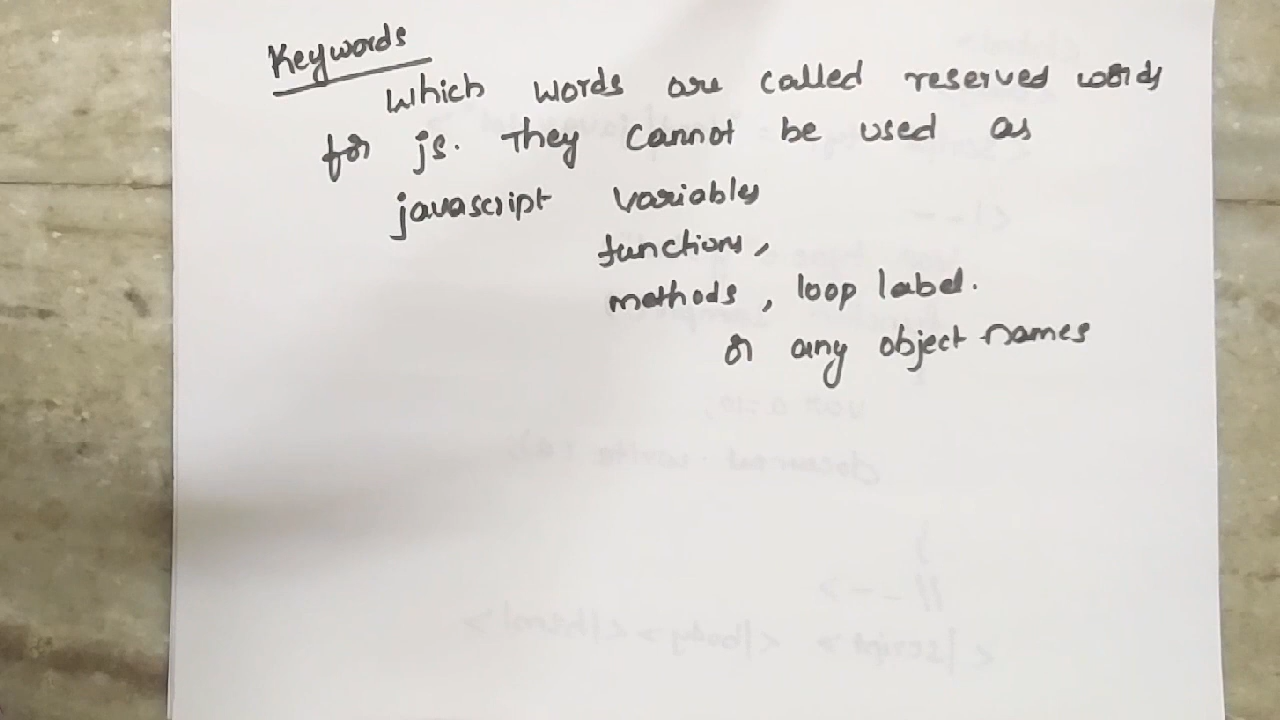 Keywords
Which words are called reserved words
for js. They cannot be used as
javascript variables
functions,
methods, loop label.
or any object names